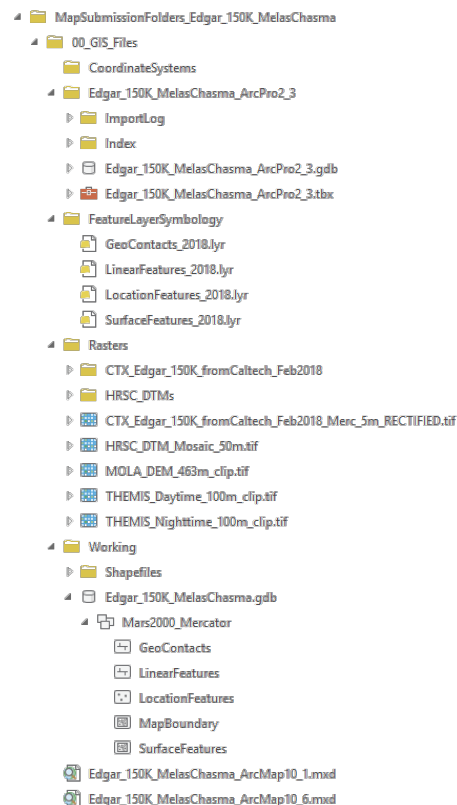 MapSubmissionFolders_Edgar_150K_MelasChasma
00_GIS_Files
CoordinateSystems
Edgar_150K_MelasChasma_ArcPro2_3
ImportLog
Index
Edgar_150K_MelasChasma_ArcPro2_3.gdb
Edgar_150K_MelasChasma_ArcPro2_3.tbx
FeatureLayerSymbology
GeoContacts_2018.lyr
LinearFeatures_2018.lyr
LocationFeatures_2018.lyr
SurfaceFeatures_2018.lyr
Rasters
CTX_Edgar_150K_fromCaltech_Feb2018
HRSC_DTMs
CTX_Edgar_150K_fromCaltech_Feb2018_Merc_5m_RECTIFIED.tif
HRSC_DTM_Mosaic_50m.tif
MOLA_DEM_463m_clip.tif
THEMIS_Daytime_100m_clip.tif
THEMIS_Nighttime_100m_clip.tif
Working
Shapefiles
Edgar_150K_MelasChasma.gdb
Mars2000_Mercator
GeoContacts
LinearFeatures
LocationFeatures
MapBoundary
SurfaceFeatures
Edgar_150K_MelasChasma_ArcMap10_1.mxd
Edgar_150K_MelasChasma_ArcMap10_6.mxd